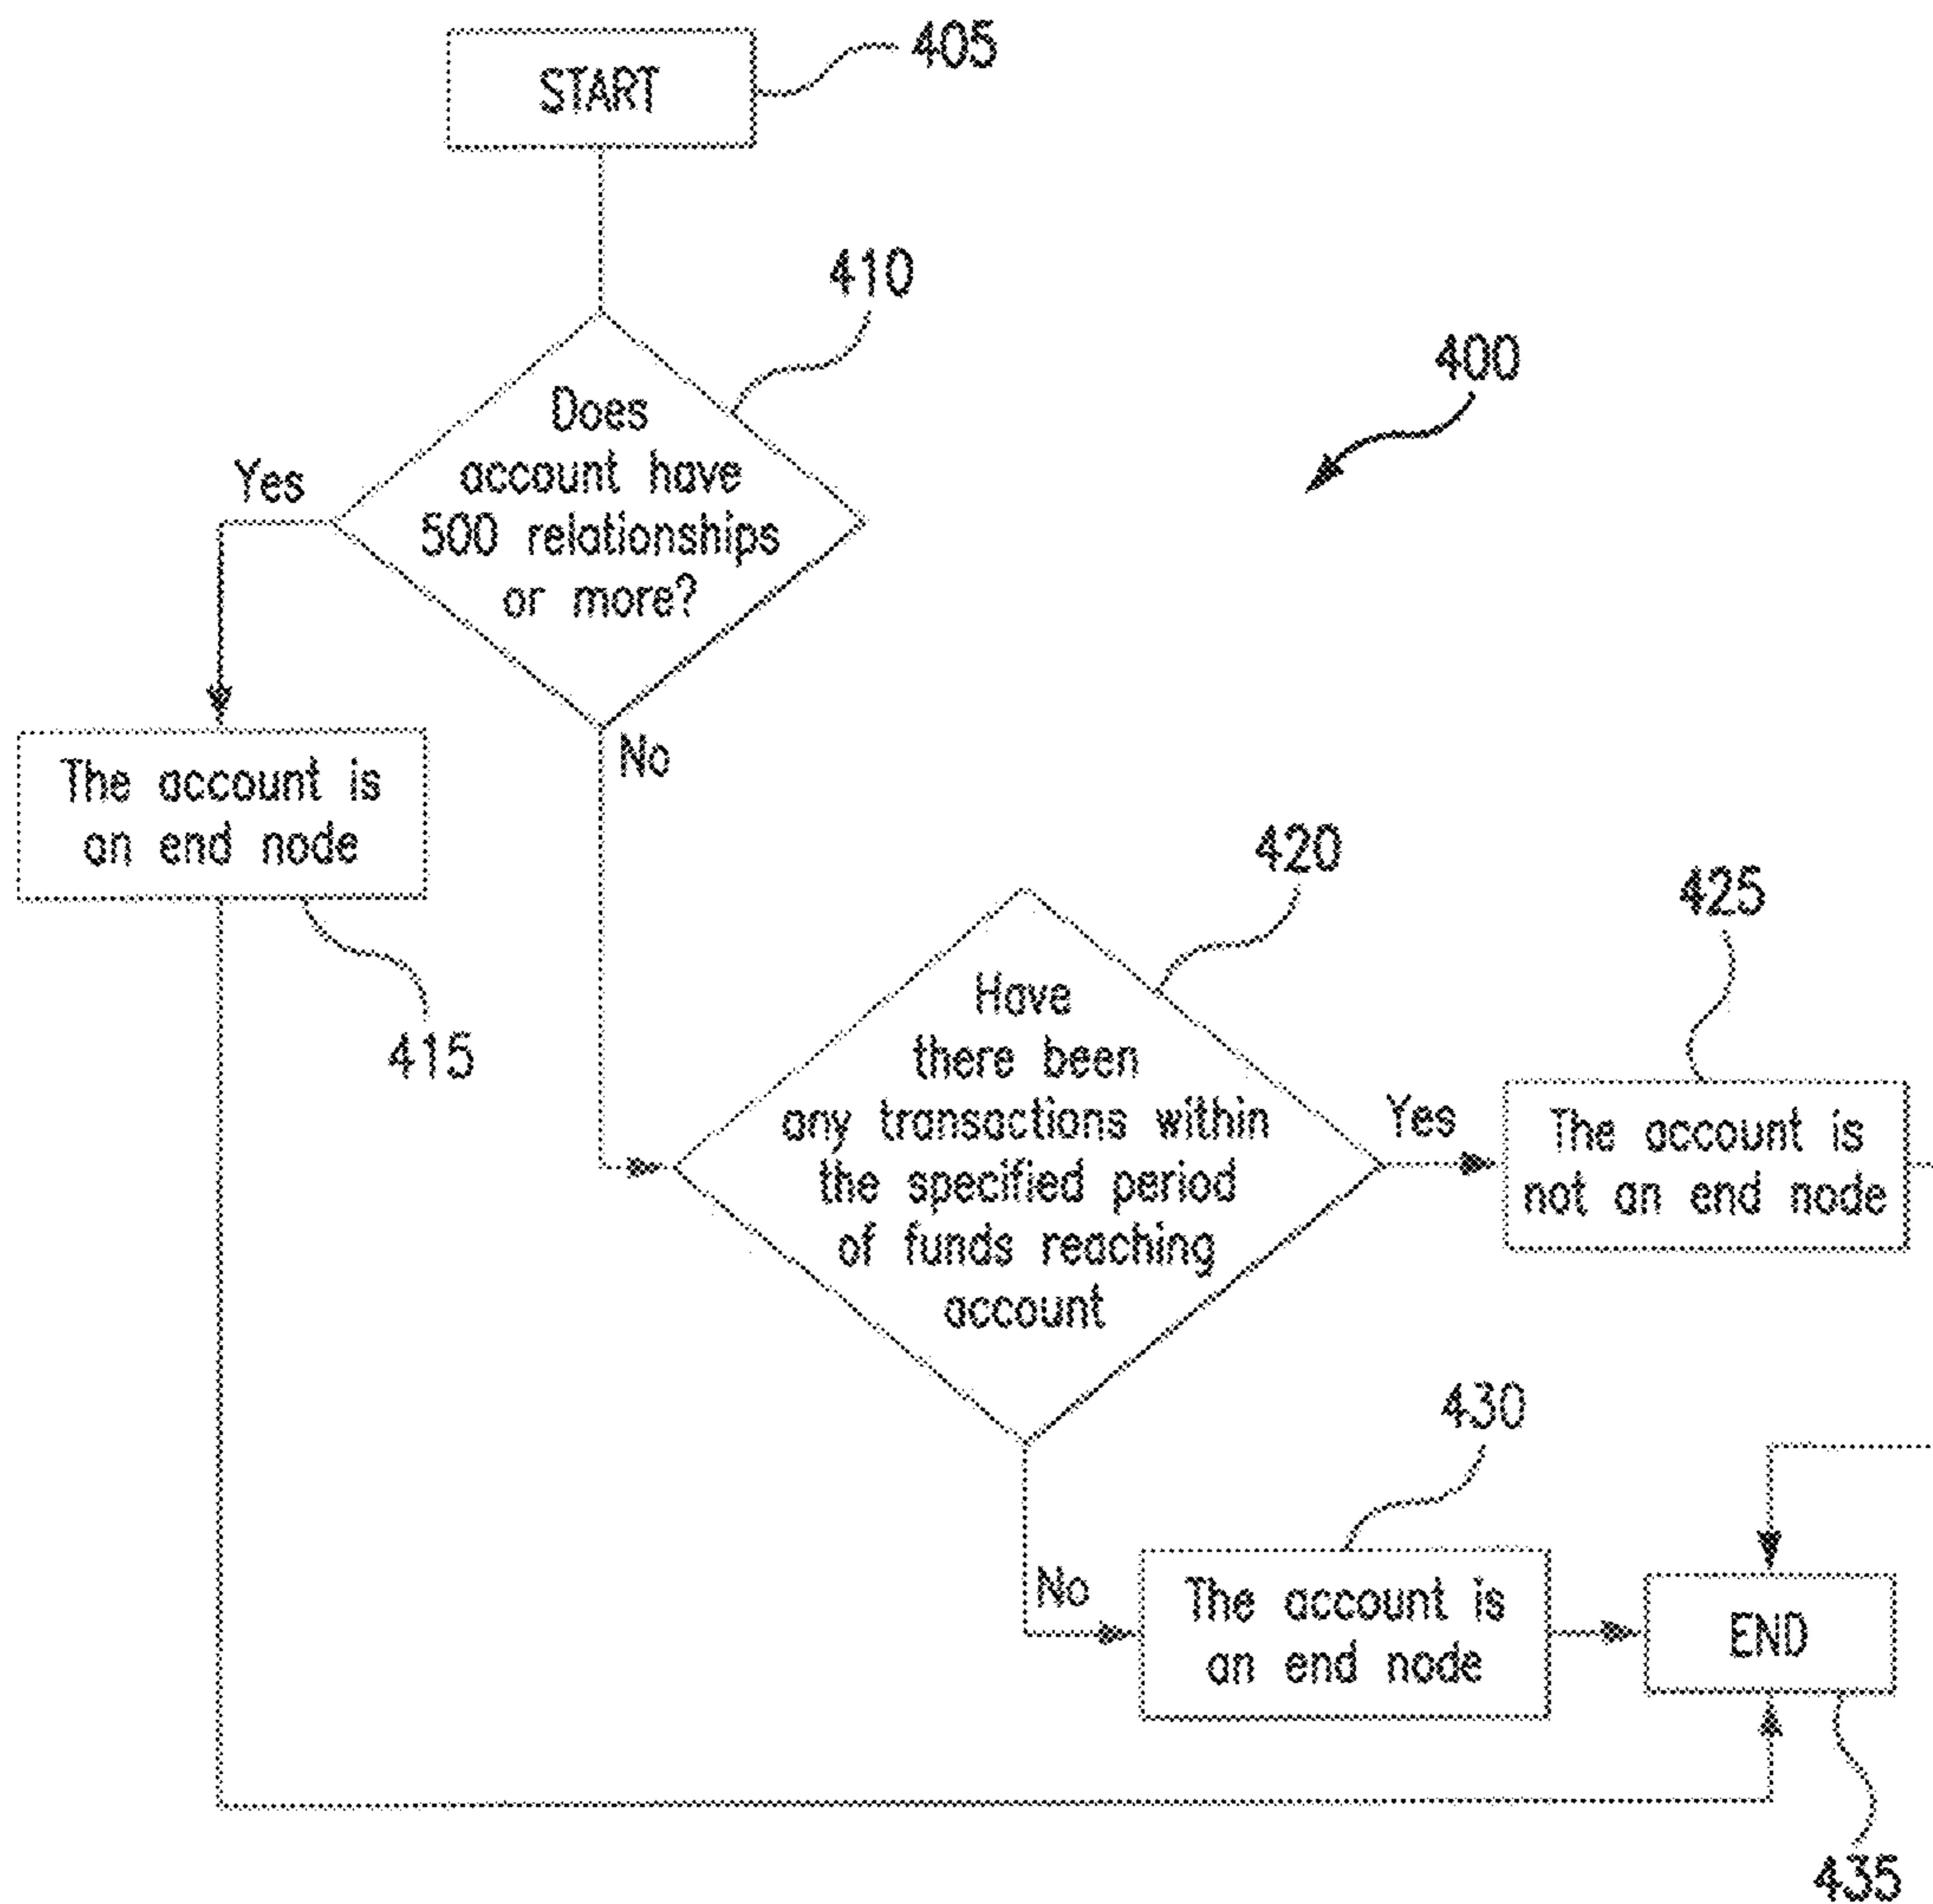 405
START
410
400
Does
account have
500 relationships
or more?
Yes
No
The account is
an end node
415
420
425
Have
there been
any transactions within
the specified period
of funds reaching
account
Yes
The account is
not an end node
430
No
The account is
an end node
END
435